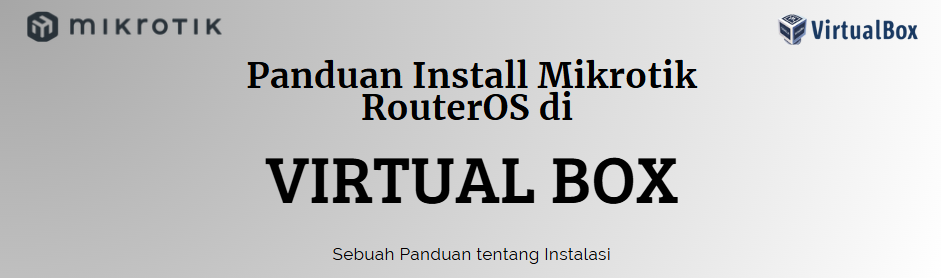 MIKROTIK
VirtualBox
Panduan Install Mikrotik
RouterOS di
VIRTUAL BOX
Sebuah Panduan tentang Instalasi